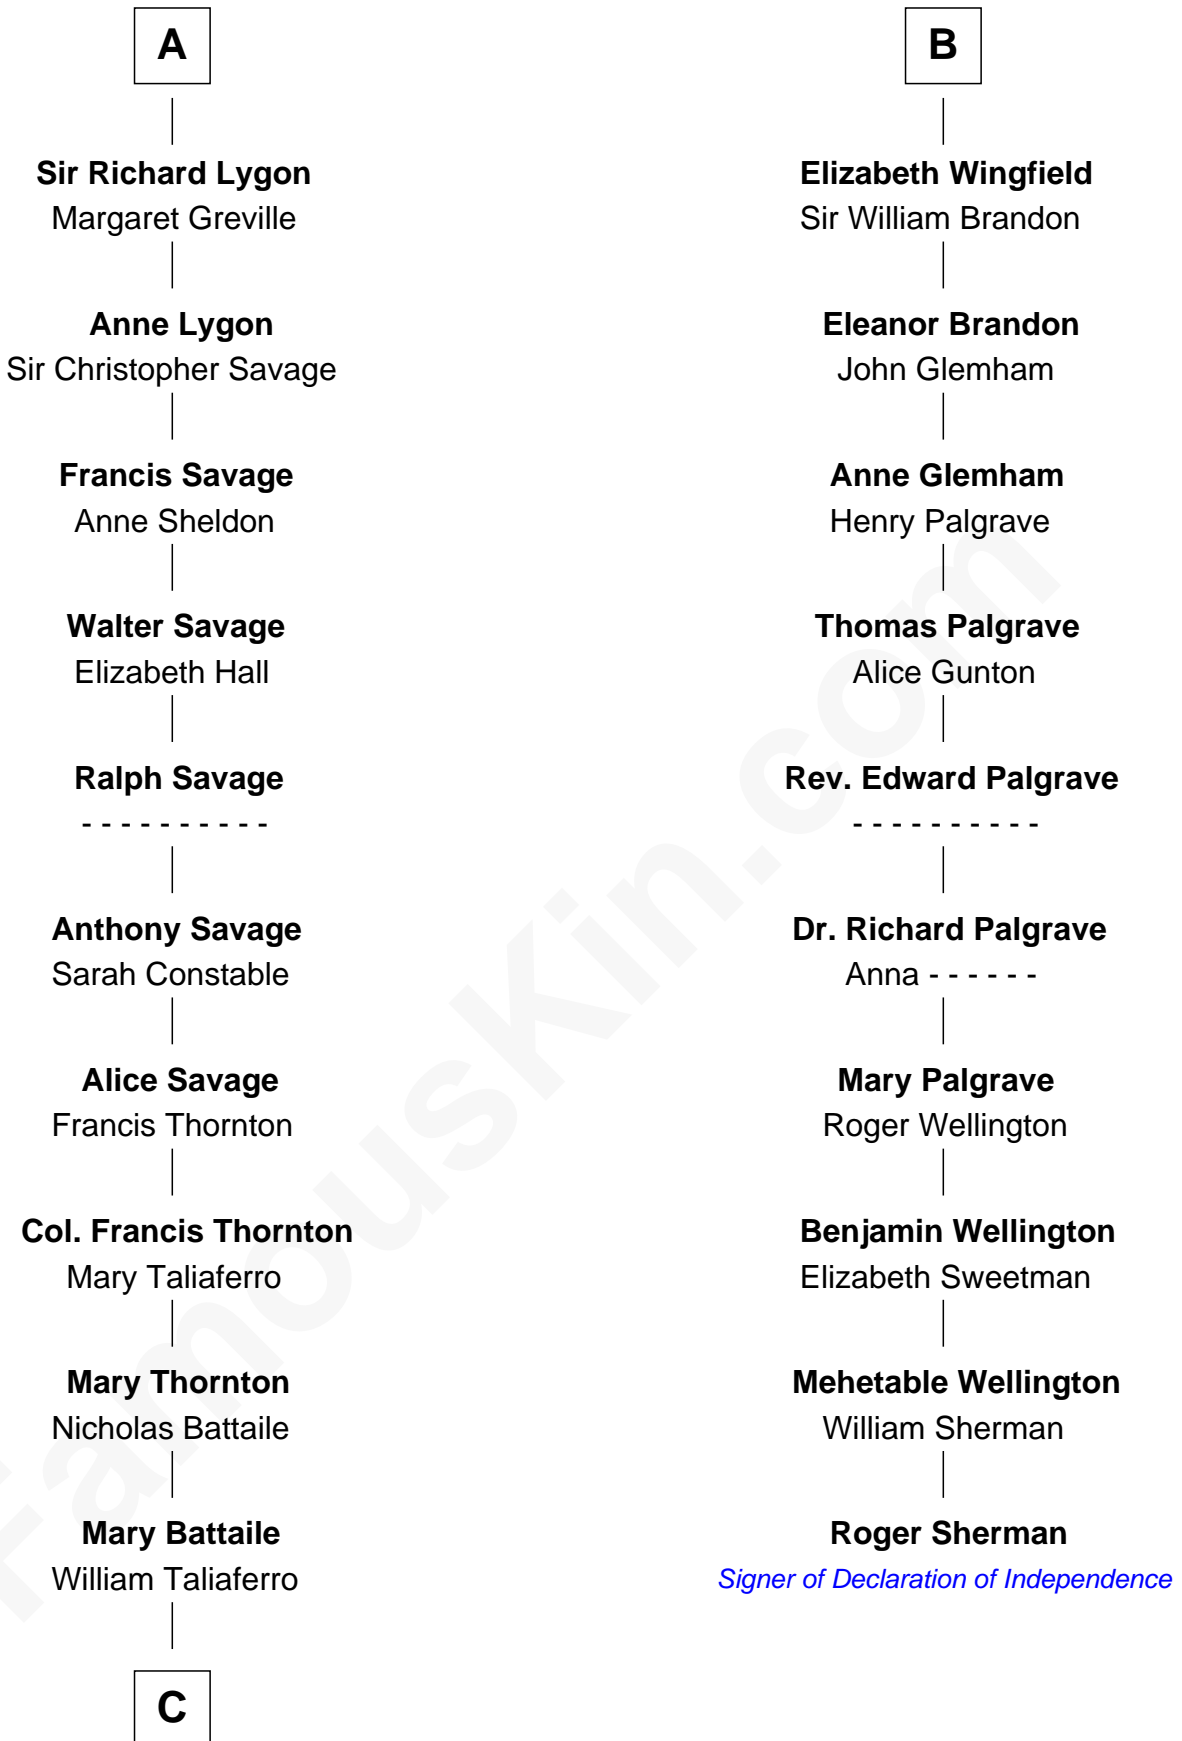 A
Sir Richard Lygon
Margaret Greville
Anne Lygon
Sir Christopher Savage
Francis Savage
Anne Sheldon
Walter Savage
Elizabeth Hall
Ralph Savage
- - - - - - - - - -
Anthony Savage
Sarah Constable
Alice Savage
Francis Thornton
Col. Francis Thornton
Mary Taliaferro
Mary Thornton
Nicholas Battaile
Mary Battaile
William Taliaferro
C
B
Elizabeth Wingfield
Sir William Brandon
Eleanor Brandon
John Glemham
Anne Glemham
Henry Palgrave
Thomas Palgrave
Alice Gunton
Rev. Edward Palgrave
- - - - - - - - - -
Dr. Richard Palgrave
Anna - - - - - -
Mary Palgrave
Roger Wellington
Benjamin Wellington
Elizabeth Sweetman
Mehetable Wellington
William Sherman
Roger Sherman
Signer of Declaration of Independence
FamousKin.com